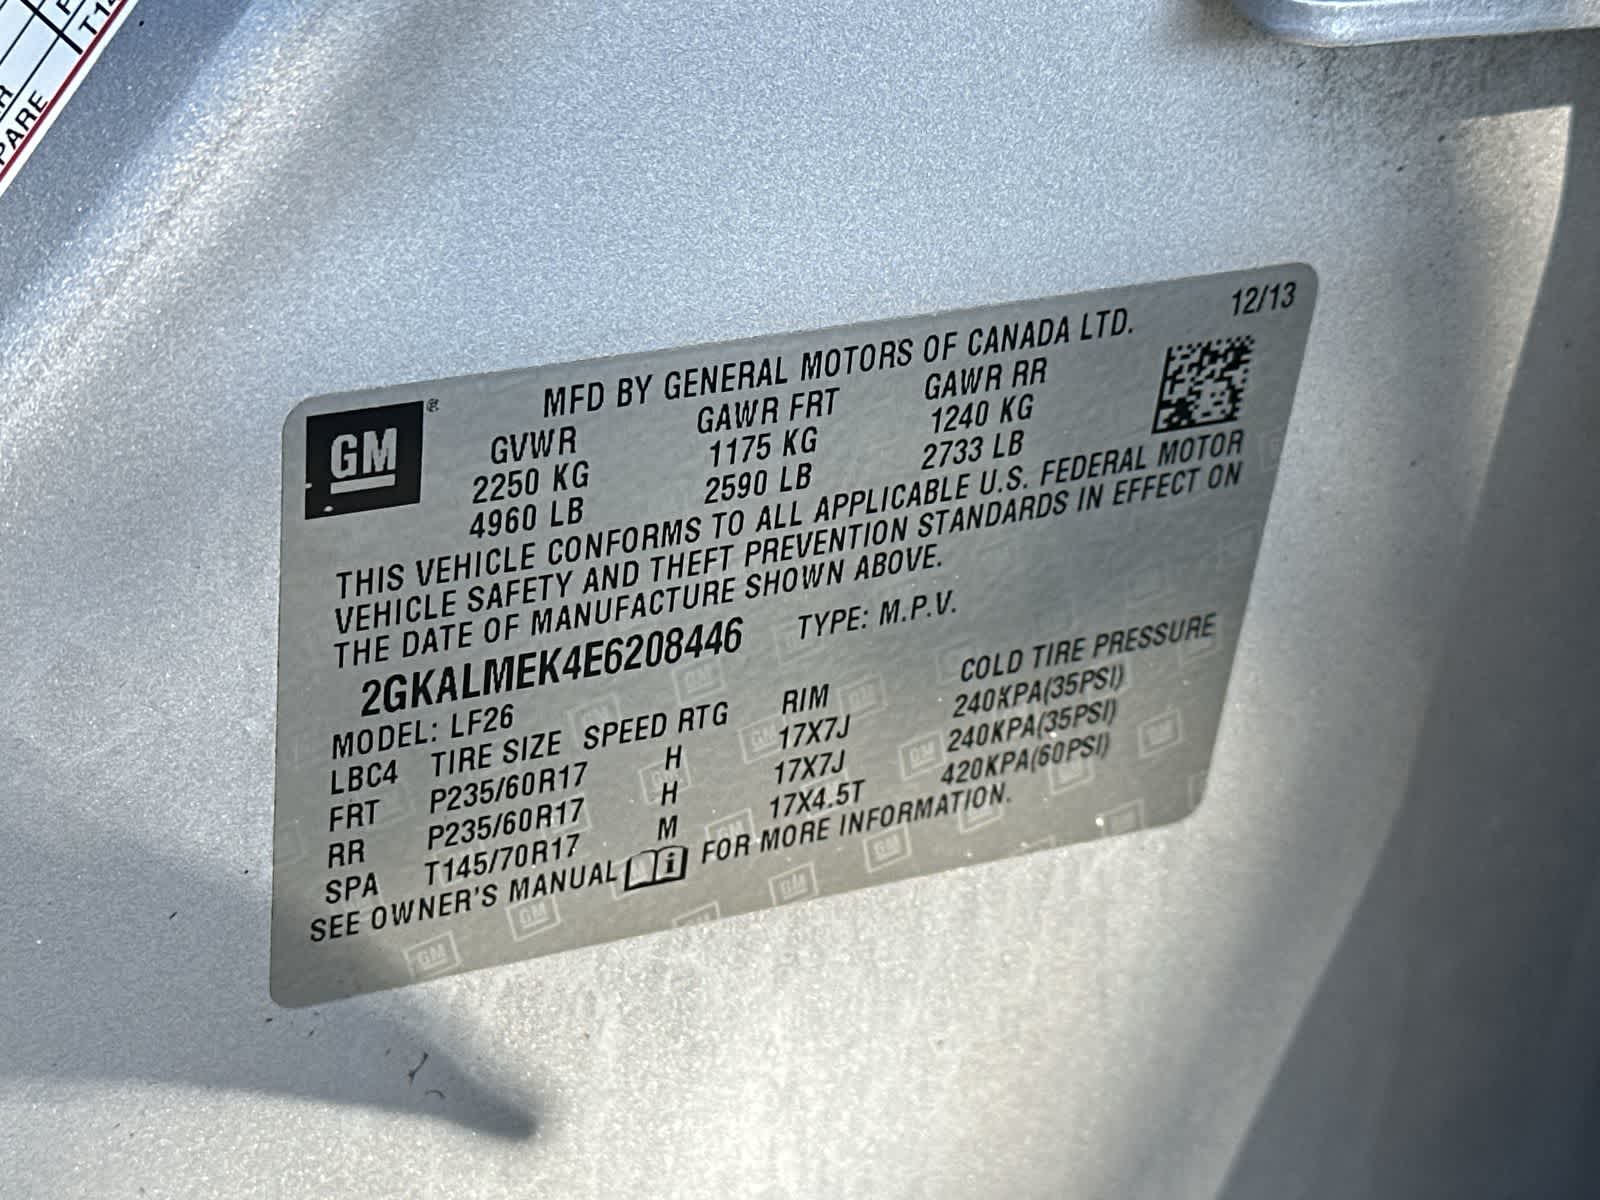 PARE
T14
12/13
MFD BY GENERAL MOTORS OF CANADA LTD.
GM ®
GVWR GAWR FRT GAWR RR
2250 KG 1175 KG 1240 KG
4960 LB 2590 LB 2733 LB
THIS VEHICLE CONFORMS TO ALL APPLICABLE U.S. FEDERAL MOTOR
VEHICLE SAFETY AND THEFT PREVENTION STANDARDS IN EFFECT ON
THE DATE OF MANUFACTURE SHOWN ABOVE.
2GKALMEK4E6208446 TYPE: M.P.V.
MODEL: LF26
LBC4 TIRE SIZE SPEED RTG RIM COLD TIRE PRESSURE
FRT P235/60R17 H 17X7J 240KPA(35PSI)
RR P235/60R17 H 17X7J 240KPA(35PSI)
SPA T145/70R17 M 17X4.5T 420KPA(60PSI)
SEE OWNER'S MANUAL FOR MORE INFORMATION.